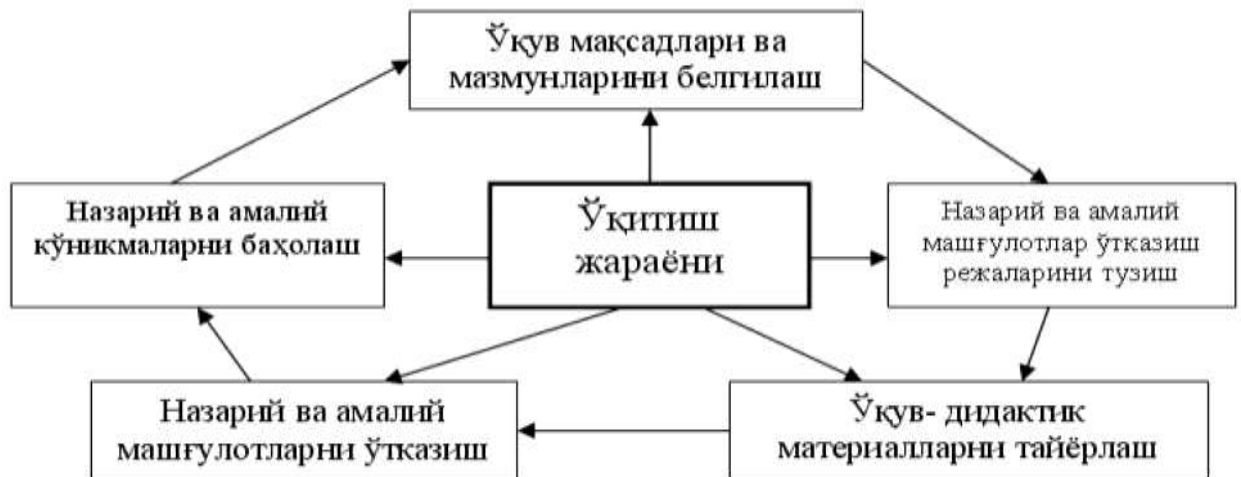 Ўқув мақсадлари ва
мазмунларини белгилаш
Назарий ва амалий
кўникмаларни баҳолаш
Ўқитиш
жараёни
Назарий ва амалий
машғулотлар ўтказиш
режаларини тузиш
Назарий ва амалий
машғулотларни ўтказиш
Ўқув- дидактик
материалларни тайёрлаш